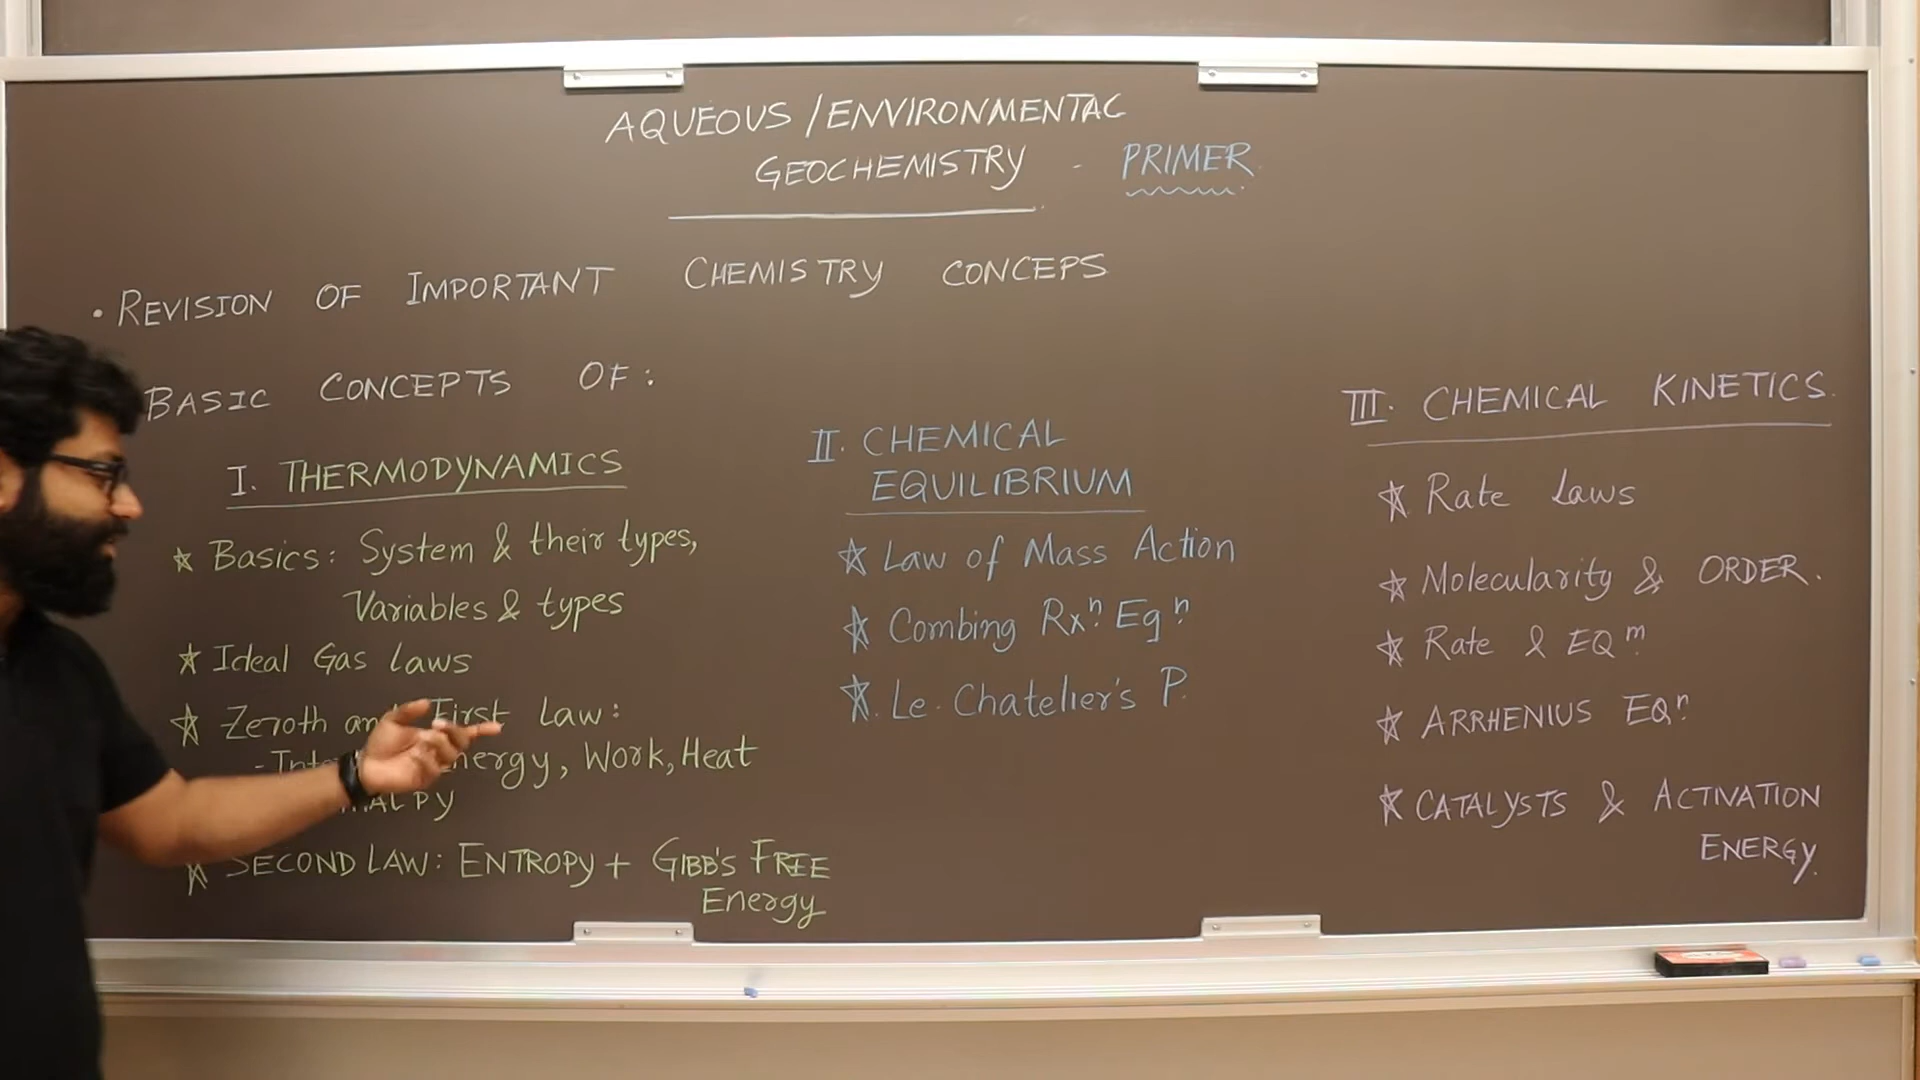 AQUEOUS / ENVIRONMENTAL
GEOCHEMISTRY - PRIMER
• REVISION OF IMPORTANT CHEMISTRY CONCEPS
BASIC CONCEPTS OF:
I. THERMODYNAMICS
☆ Basics: System & their types,
Variables & types
☆ Ideal Gas Laws
☆ Zeroth and First Law:
- Energy, Work, Heat
☆ SECOND LAW: ENTROPY + GIBB'S FREE
Energy
II. CHEMICAL
EQUILIBRIUM
☆ Law of Mass Action
☆ Combing Rxⁿ Eqⁿ
☆ Le. Chatelier's P.
III. CHEMICAL KINETICS.
☆ Rate Laws
☆ Molecularity & ORDER.
☆ Rate & EQᵐ
☆ ARRHENIUS EQⁿ
☆ CATALYSTS & ACTIVATION
ENERGY.